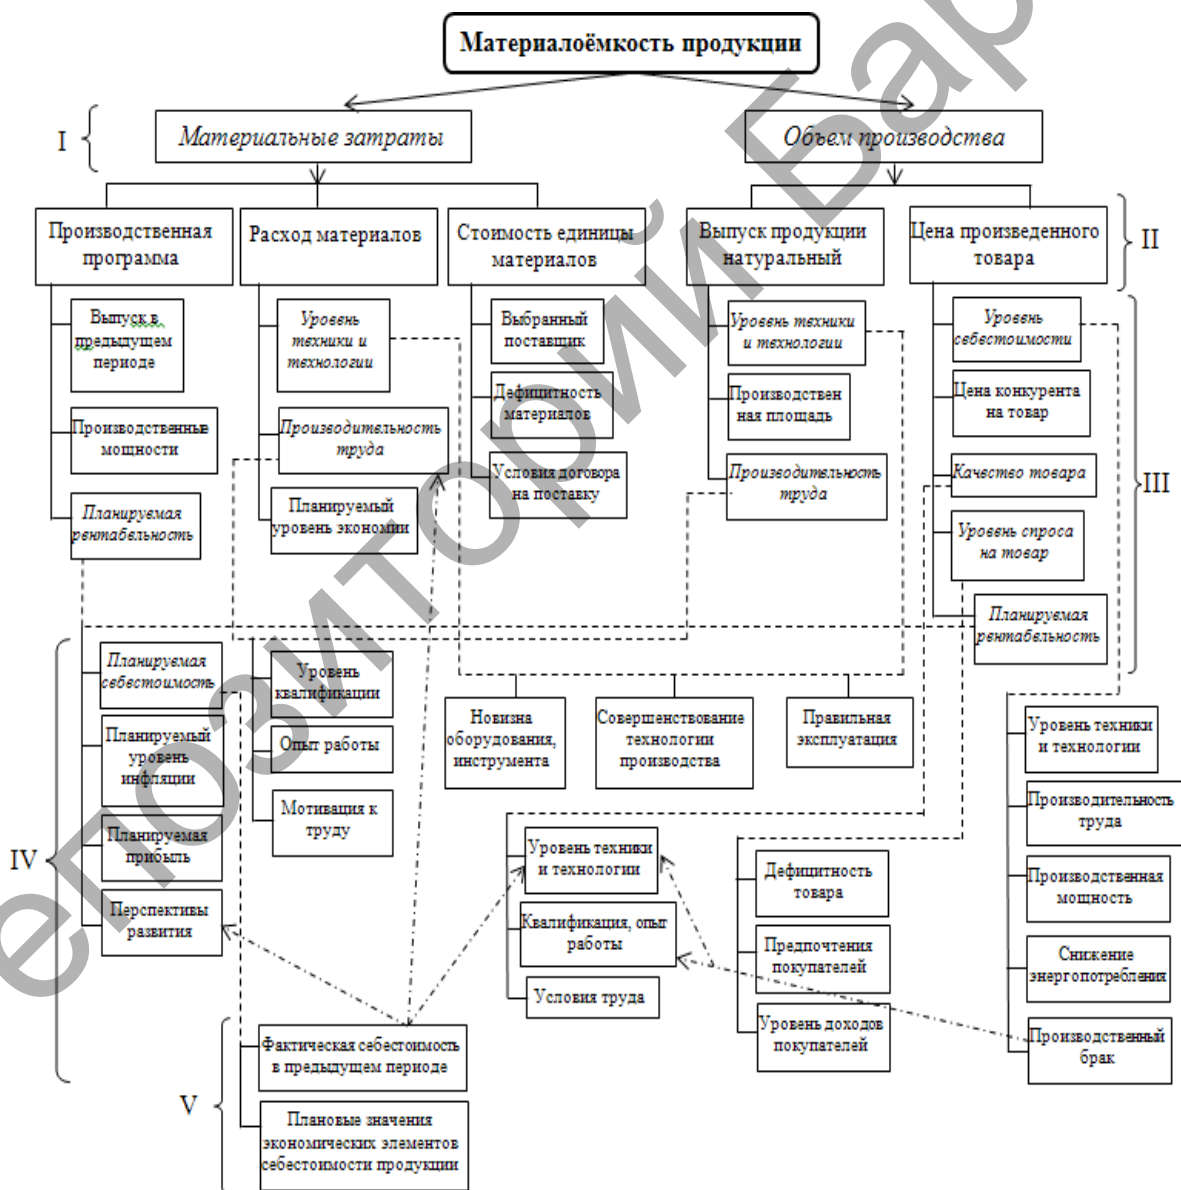 Материалоёмкость продукции
I
Материальные затраты
Объем производства
Производственная
программа
Расход материалов
Стоимость единицы
материалов
Выпуск продукции
натуральный
Цена произведенного
товара
II
Выпуск в
предыдущем
периоде
Производственные
мощности
Планируемая
рентабельность
Уровень
техники и
технологии
Производительность
труда
Планируемый
уровень экономии
Выбранный
поставщик
Дефицитность
материалов
Условия договора
на поставку
Уровень техники
и технологии
Производствен
ная площадь
Производительность
труда
Уровень
себестоимости
Цена конкурента
на товар
Качество товара
Уровень спроса
на товар
Планируемая
рентабельность
III
IV
Планируемая
себестоимость
Планируемый
уровень
инфляции
Планируемая
прибыль
Перспективы
развития
Уровень
квалификации
Опыт работы
Мотивация к
труду
Новизна
оборудования,
инструмента
Совершенствование
технологии
производства
Правильная
эксплуатация
Уровень техники
и технологии
Квалификация, опыт
работы
Условия труда
Дефицитность
товара
Предпочтения
покупателей
Уровень доходов
покупателей
Уровень техники
и технологии
Производительность
труда
Производственная
мощность
Снижение
энергопотребления
Производственный
брак
V
Фактическая себестоимость
в предыдущем периоде
Плановые значения
экономических элементов
себестоимости продукции
епозиторий Бар